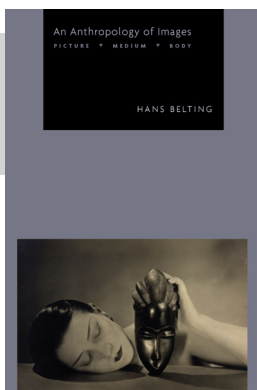 An Anthropology of Images
PICTURE ▾ MEDIUM ▾ BODY
HANS BELTING